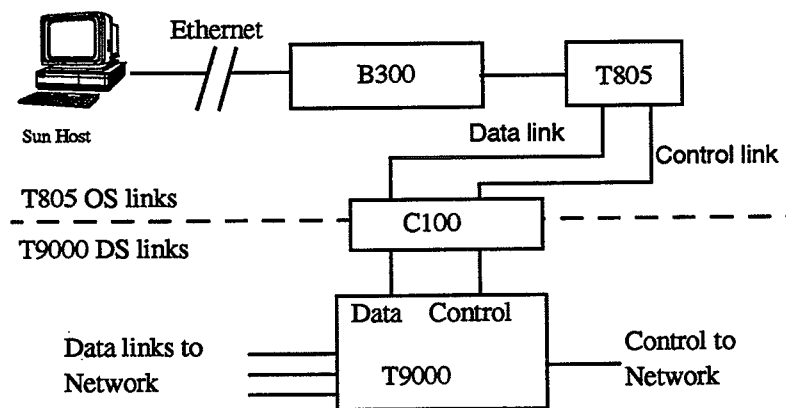 Ethernet
B300
T805
Sun Host
Data link
Control link
T805 OS links
C100
T9000 DS links
Data Control
Data links to
Network
T9000
Control to
Network